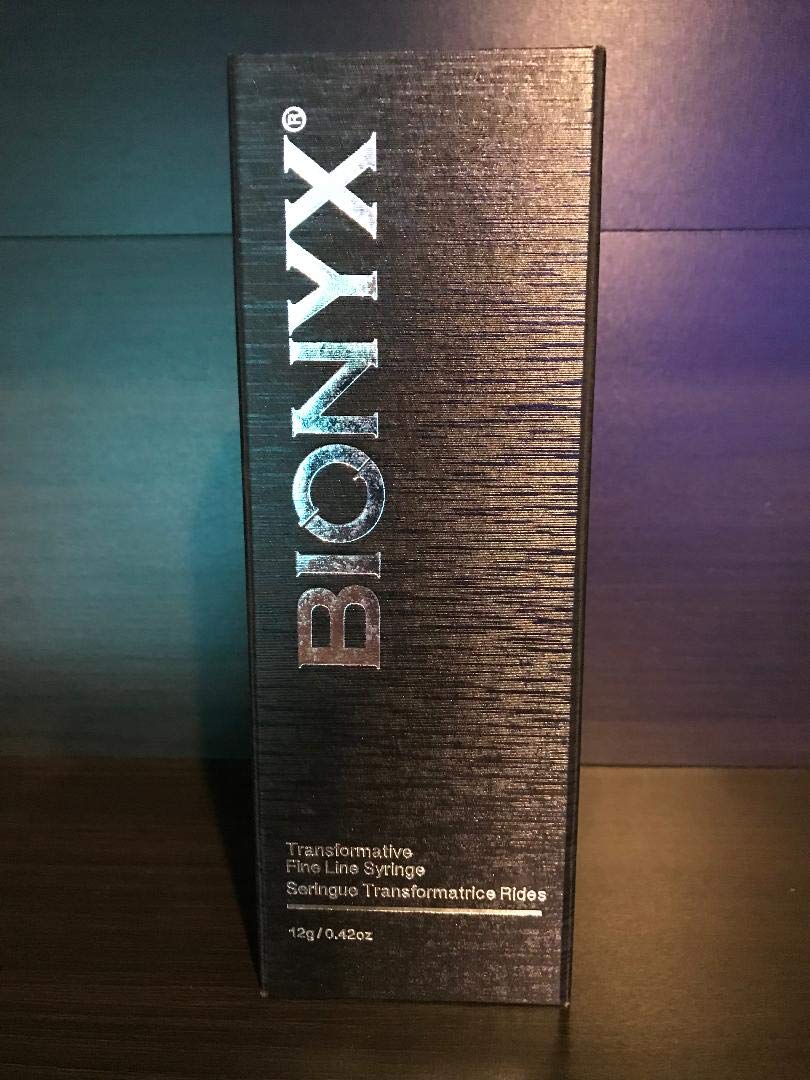 BIONYX®
Transformative
Fine Line Syringe
Seringue Transformatrice Rides
12g / 0.42oz